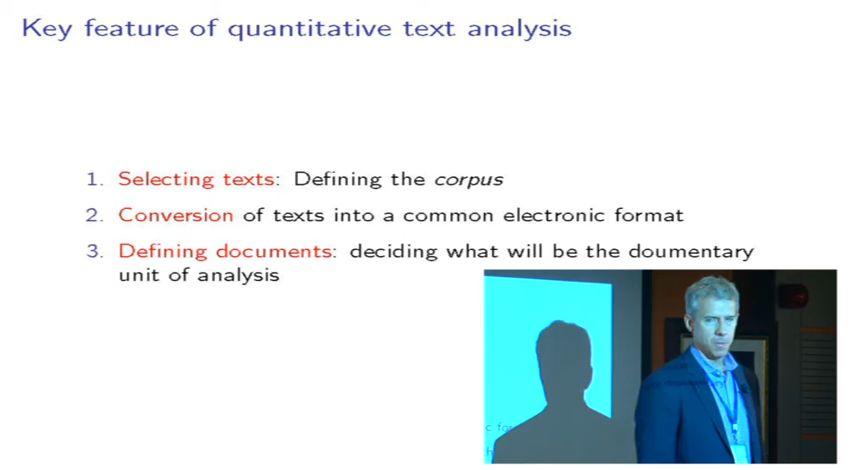 Key feature of quantitative text analysis
1. Selecting texts: Defining the corpus
2. Conversion of texts into a common electronic format
3. Defining documents: deciding what will be the doumentary
unit of analysis
c for